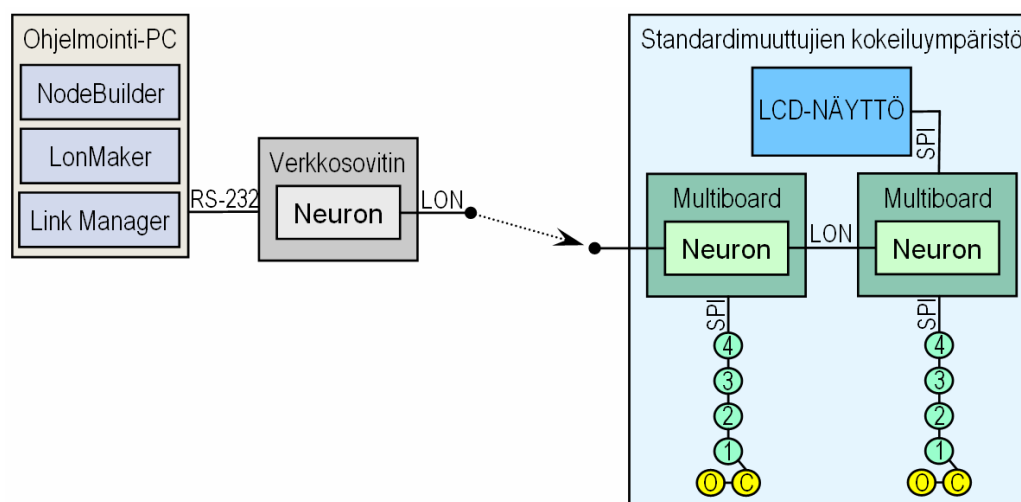 Ohjelmointi-PC
NodeBuilder
LonMaker
Link Manager
RS-232
Verkkosovitin
Neuron
LON
Standardimuuttujien kokeiluympäristö
LCD-NÄYTTÖ
SPI
Multiboard
Neuron
LON
Multiboard
Neuron
SPI
4
3
2
1
O C
SPI
4
3
2
1
O C